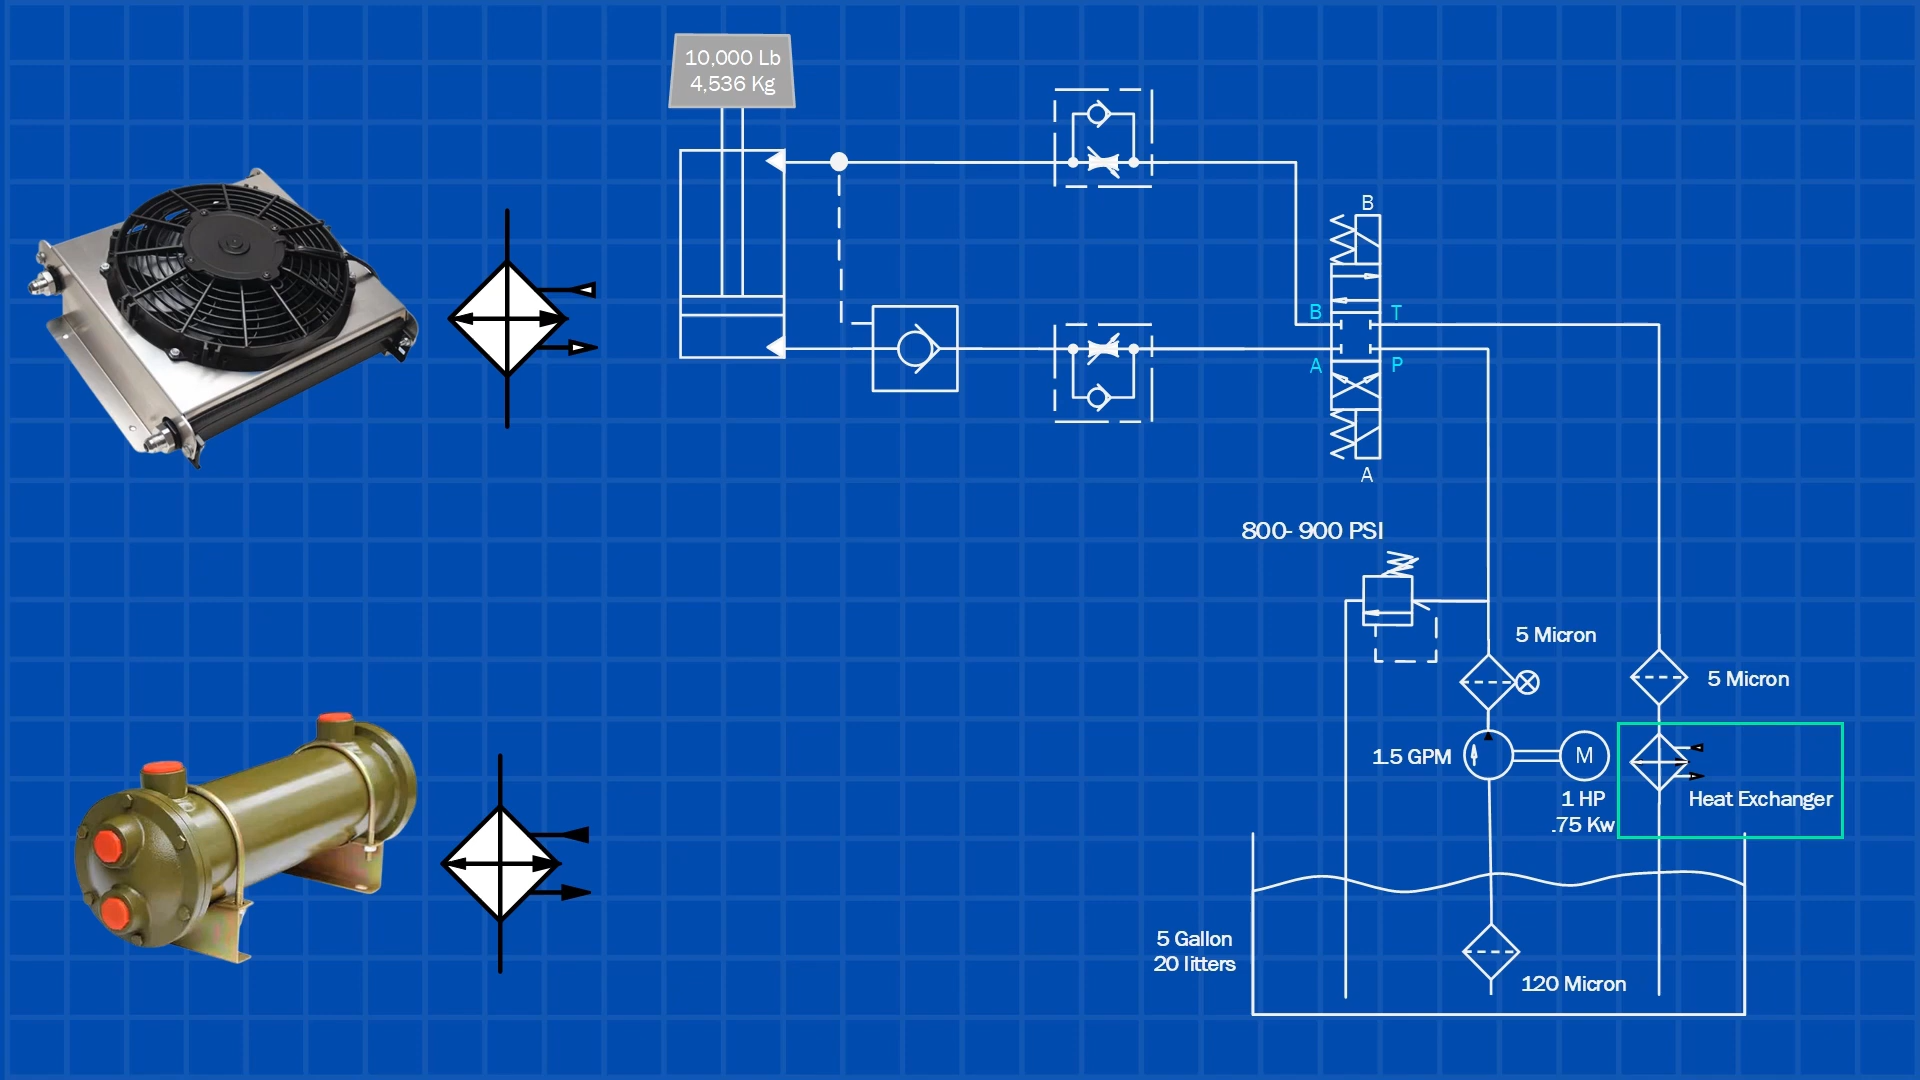 10,000 Lb
4,536 Kg
B
B
T
A
P
A
800- 900 PSI
5 Micron
5 Micron
1.5 GPM
M
1 HP
.75 Kw
Heat Exchanger
5 Gallon
20 litters
120 Micron